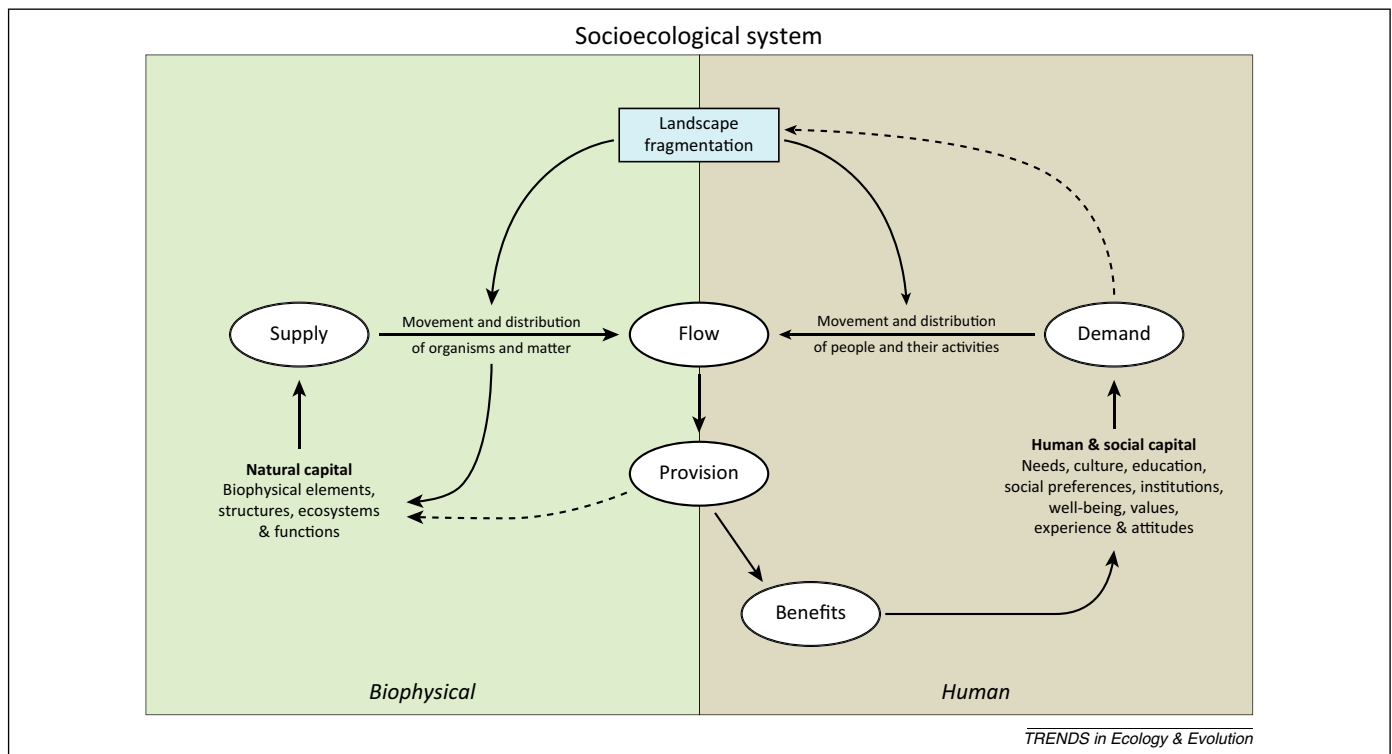 Socioecological system
Landscape
fragmentation
Supply
Movement and distribution
of organisms and matter
Flow
Movement and distribution
of people and their activities
Demand
Natural capital
Biophysical elements,
structures, ecosystems
& functions
Provision
Human & social capital
Needs, culture, education,
social preferences, institutions,
well-being, values,
experience & attitudes
Benefits
Biophysical
Human
TRENDS in Ecology & Evolution